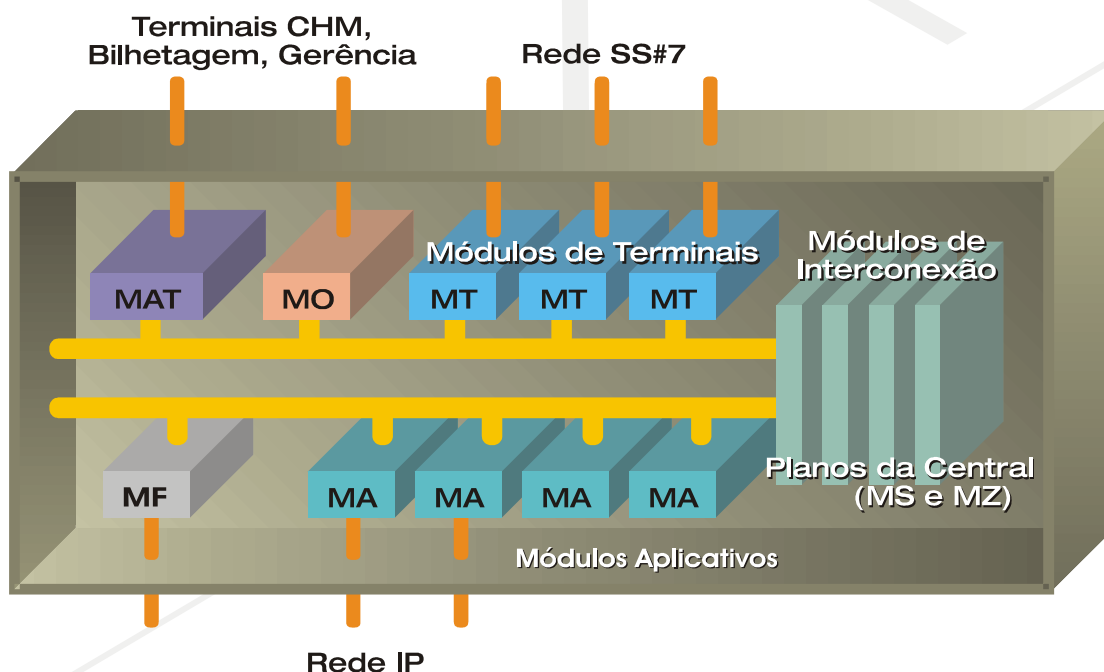 Terminais CHM,
Bilhetagem, Gerência
Rede SS#7
Módulos de Terminais
Módulos de
Interconexão
MAT
MO
MT
MT
MT
Planos da Central
(MS e MZ)
MF
MA
MA
MA
MA
Módulos Aplicativos
Rede IP